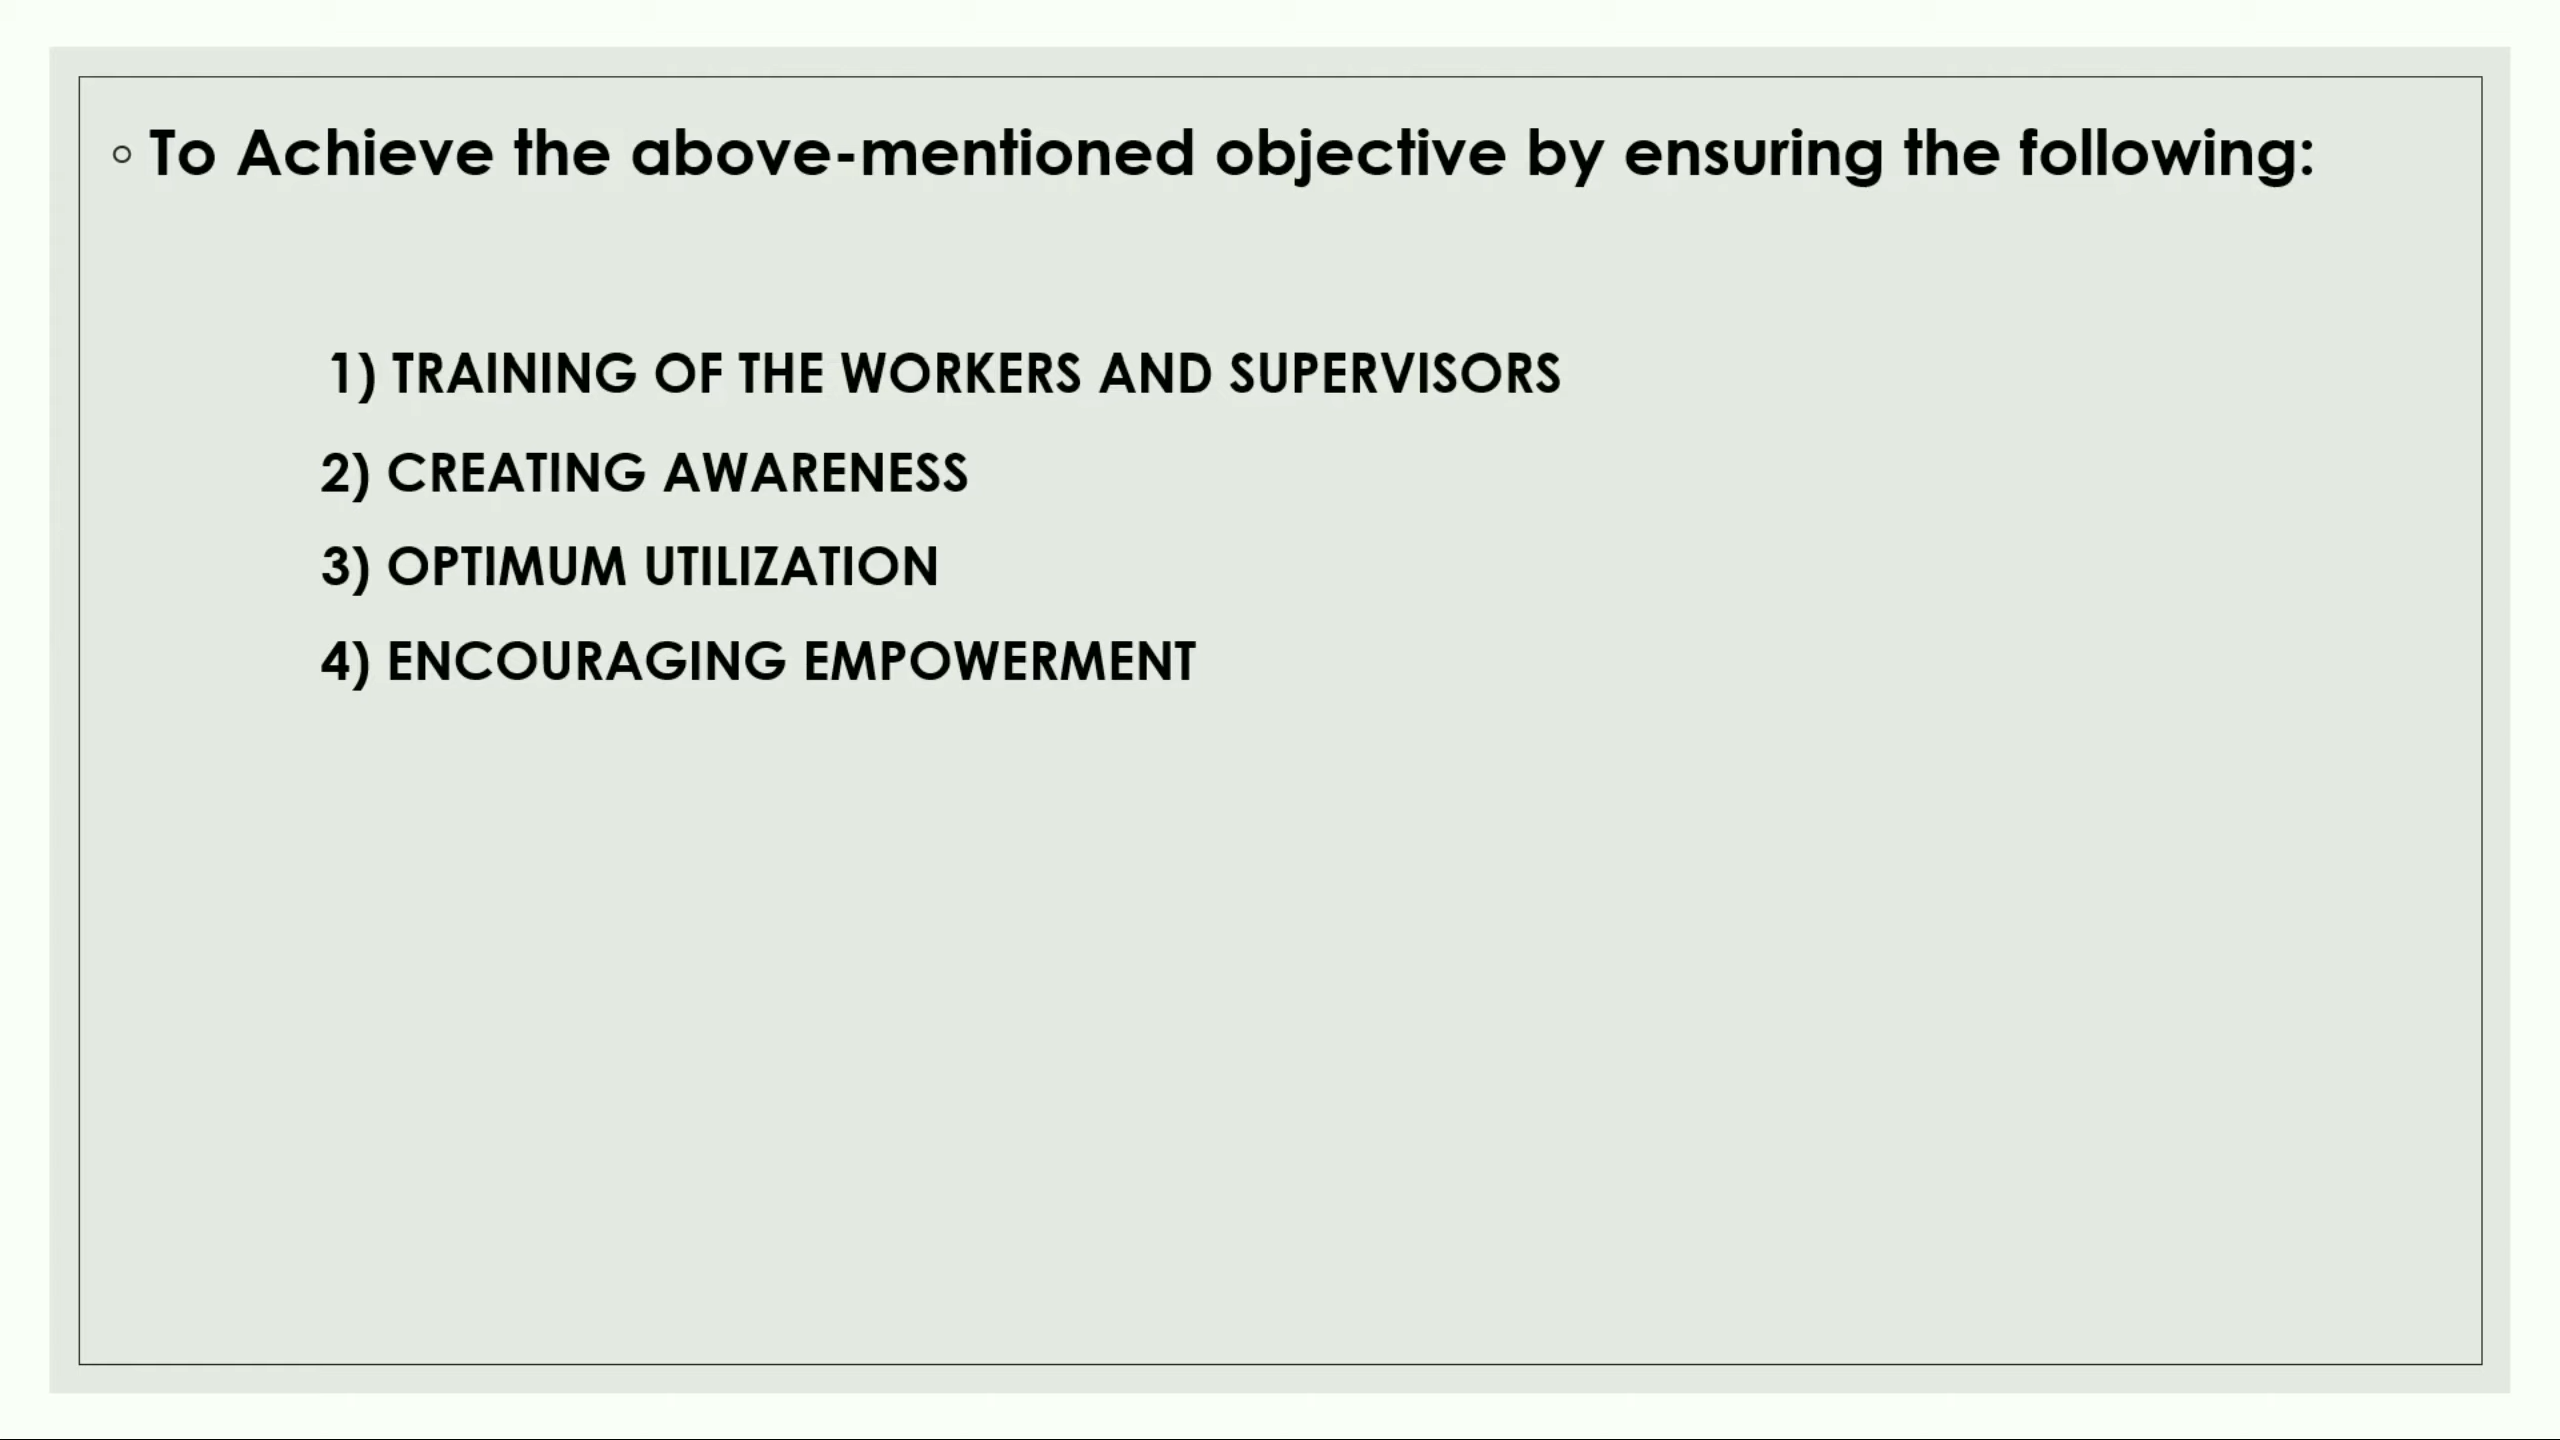 ◦ To Achieve the above-mentioned objective by ensuring the following:
1) TRAINING OF THE WORKERS AND SUPERVISORS
2) CREATING AWARENESS
3) OPTIMUM UTILIZATION
4) ENCOURAGING EMPOWERMENT